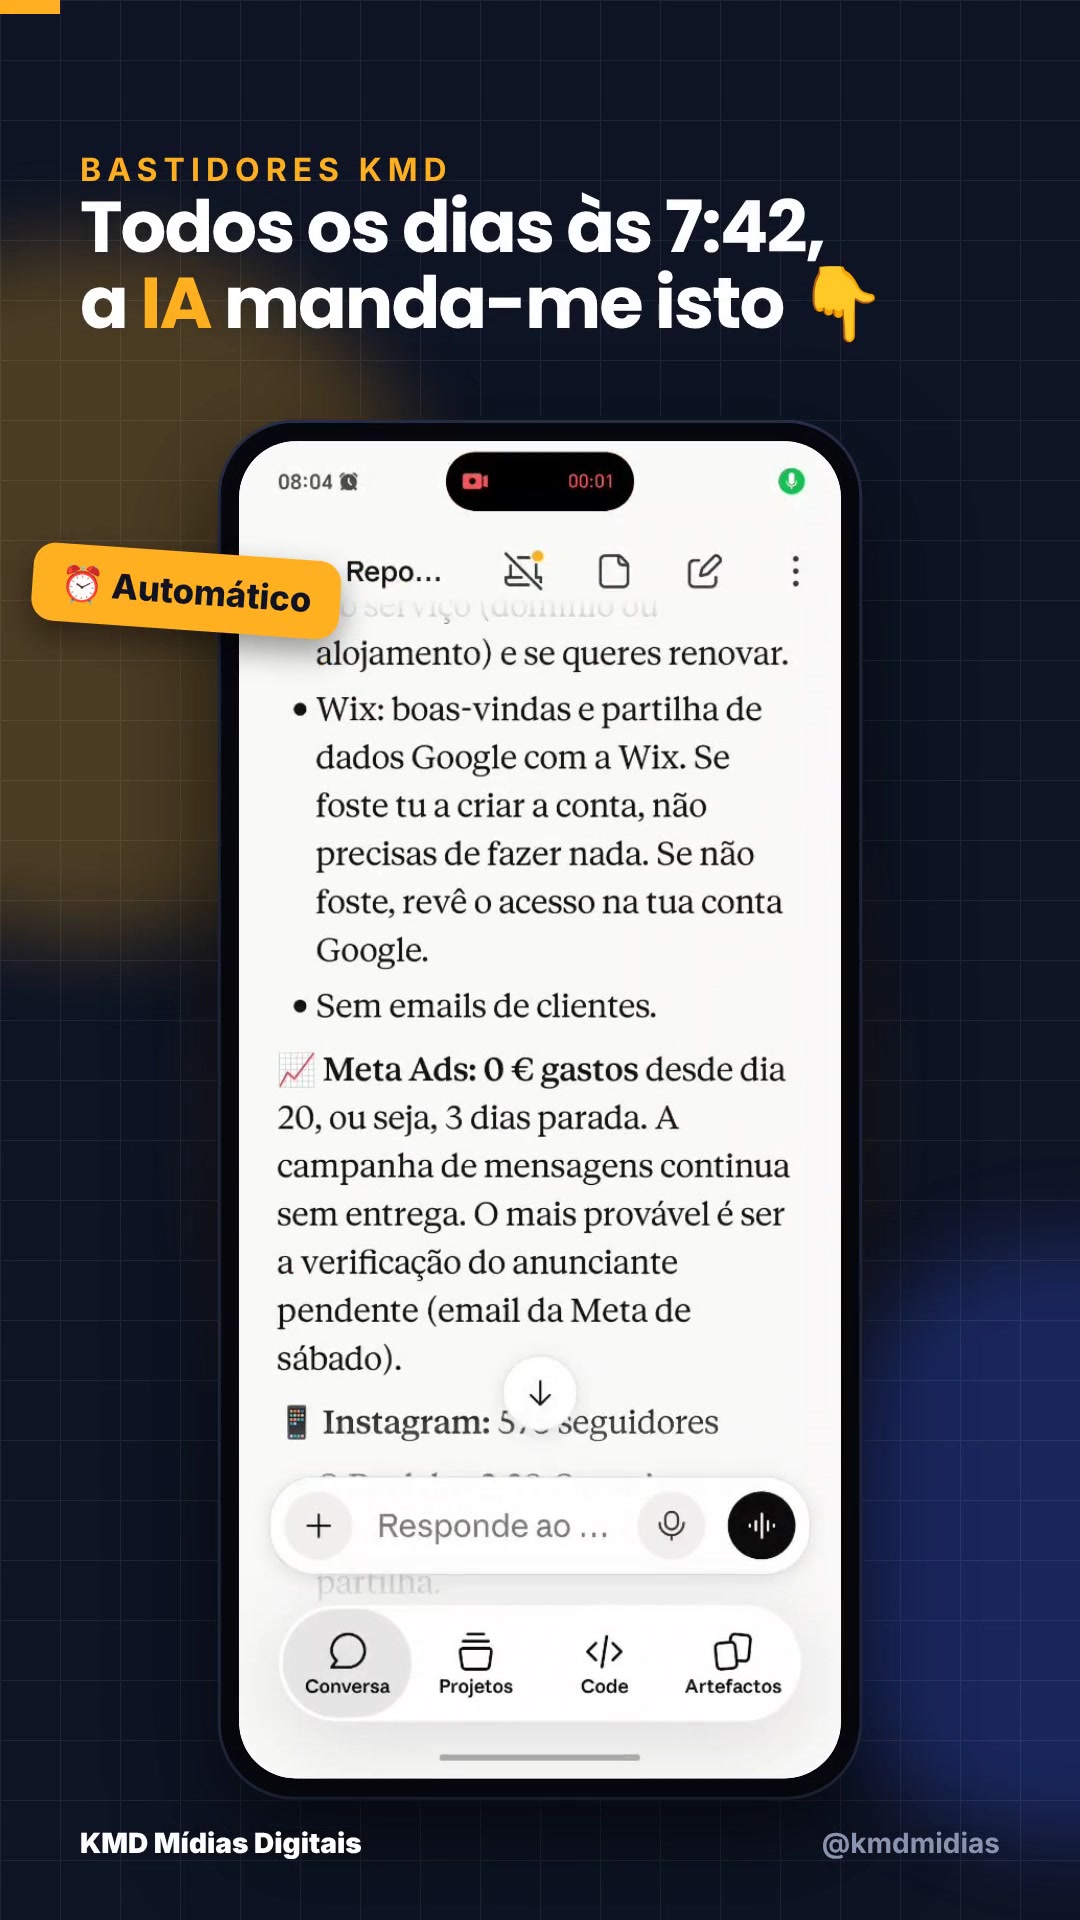 BASTIDORES KMD
Todos os dias às 7:42,
a IA manda-me isto 👇
08:04
00:01
⏰ Automático
Repo...
serviço (domínio ou
alojamento) e se queres renovar.
• Wix: boas-vindas e partilha de
dados Google com a Wix. Se
foste tu a criar a conta, não
precisas de fazer nada. Se não
foste, revê o acesso na tua conta
Google.
• Sem emails de clientes.
📈 Meta Ads: 0 € gastos desde dia
20, ou seja, 3 dias parada. A
campanha de mensagens continua
sem entrega. O mais provável é ser
a verificação do anunciante
pendente (email da Meta de
sábado).
📱 Instagram: seguidores
Responde ao ...
partilha.
Conversa
Projetos
Code
Artefactos
KMD Mídias Digitais
@kmdmidias